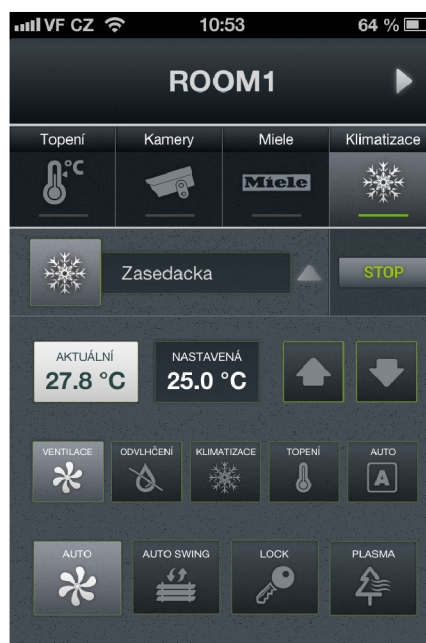 VF CZ 10:53 64 %
ROOM1
Topení Kamery Miele Klimatizace
°C Miele
Zasedacka STOP
AKTUÁLNÍ NASTAVENÁ
27.8 °C 25.0 °C
VENTILACE ODVLHČENÍ KLIMATIZACE TOPENÍ AUTO
A
AUTO AUTO SWING LOCK PLASMA